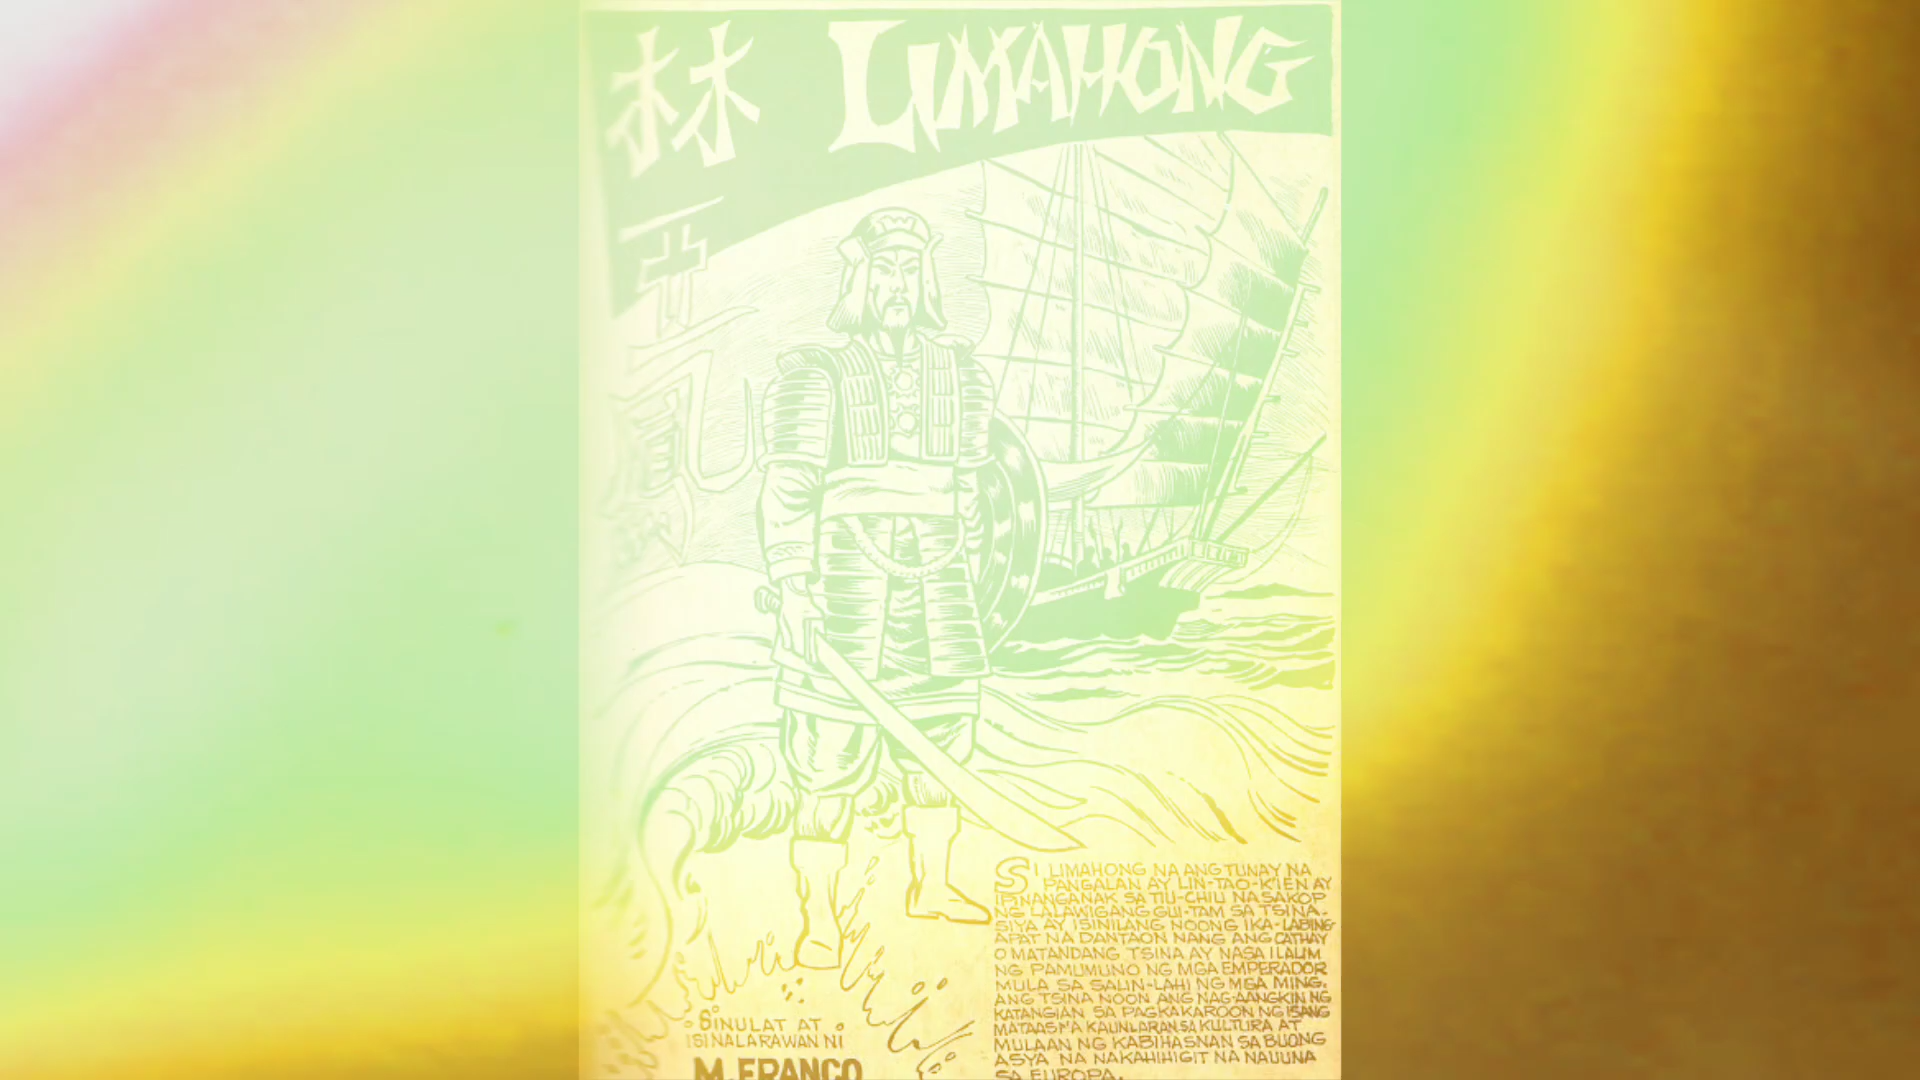 林 LIMAHONG
SI LIMAHONG NA ANG TUNAY NA
PANGALAN AY LIN-TAO-KIEN AY
IPINANGANAK SA TIU-CHIU NASAKOP
NG LALAWIGANG GUI-TAM SA TSINA.
SIYA AY ISINILANG NOONG IKA-LABING-
APAT NA DANTAON NANG ANG CATHAY
O MATANDANG TSINA AY NASA ILALIM
NG PAMUMUNO NG MGA EMPERADOR
MULA SA SALIN-LAHI NG MGA MING.
ANG TSINA NOON ANG NAG-AANGKIN NG
KATANGIAN SA PAGKAKAROON NG ISANG
MATAAS NA KAUNLARAN SA KULTURA AT
MULAAN NG KABIHASNAN SA BUONG
ASYA NA NAKAHIHIGIT NA NAUUNA
SA EUROPA.
SINULAT AT
ISINALARAWAN NI
M. FRANCO